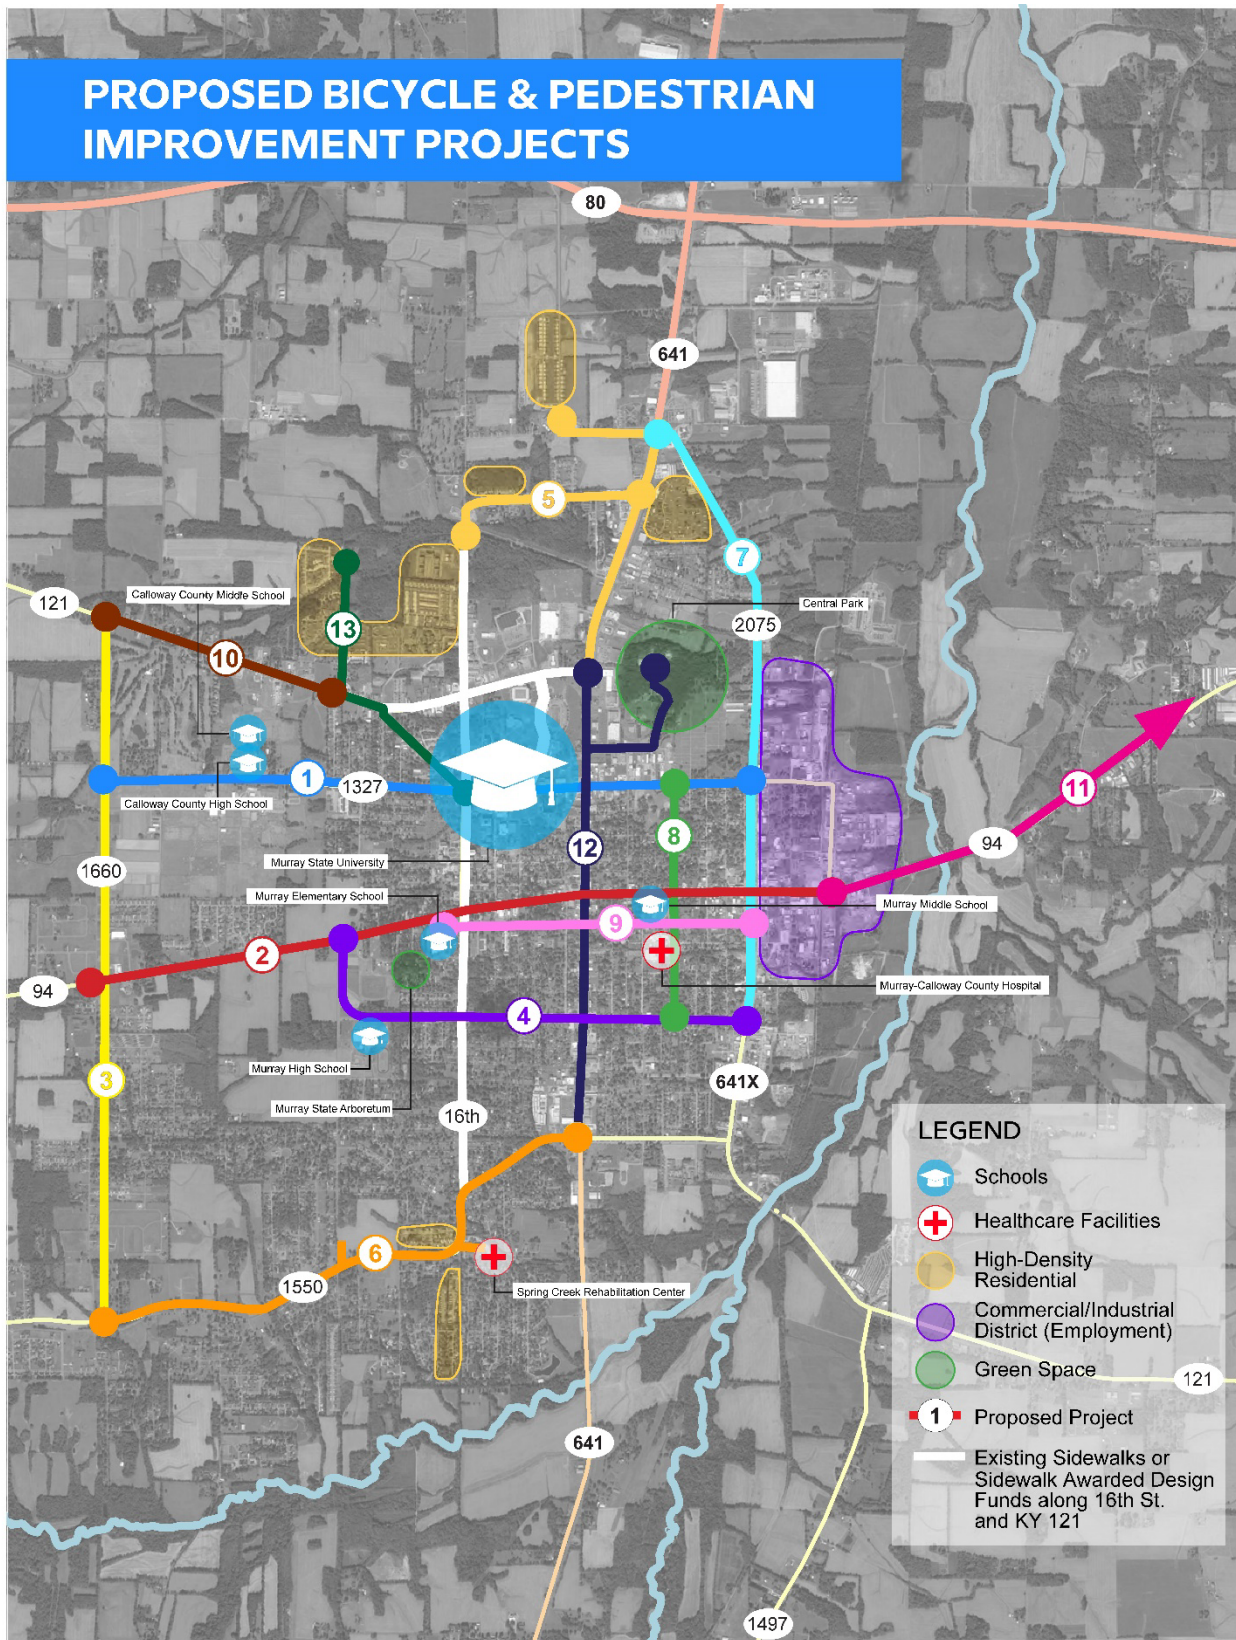 PROPOSED BICYCLE & PEDESTRIAN
IMPROVEMENT PROJECTS
80
641
5
7
121
Calloway County Middle School
Central Park
2075
13
10
1
1327
Calloway County High School
11
8
12
94
Murray State University
1660
Murray Elementary School
Murray Middle School
9
2
94
Murray-Calloway County Hospital
4
Murray High School
3
641X
Murray State Arboretum
16th
6
1550
Spring Creek Rehabilitation Center
121
641
1497
LEGEND
Schools
Healthcare Facilities
High-Density
Residential
Commercial/Industrial
District (Employment)
Green Space
1
Proposed Project
Existing Sidewalks or
Sidewalk Awarded Design
Funds along 16th St.
and KY 121